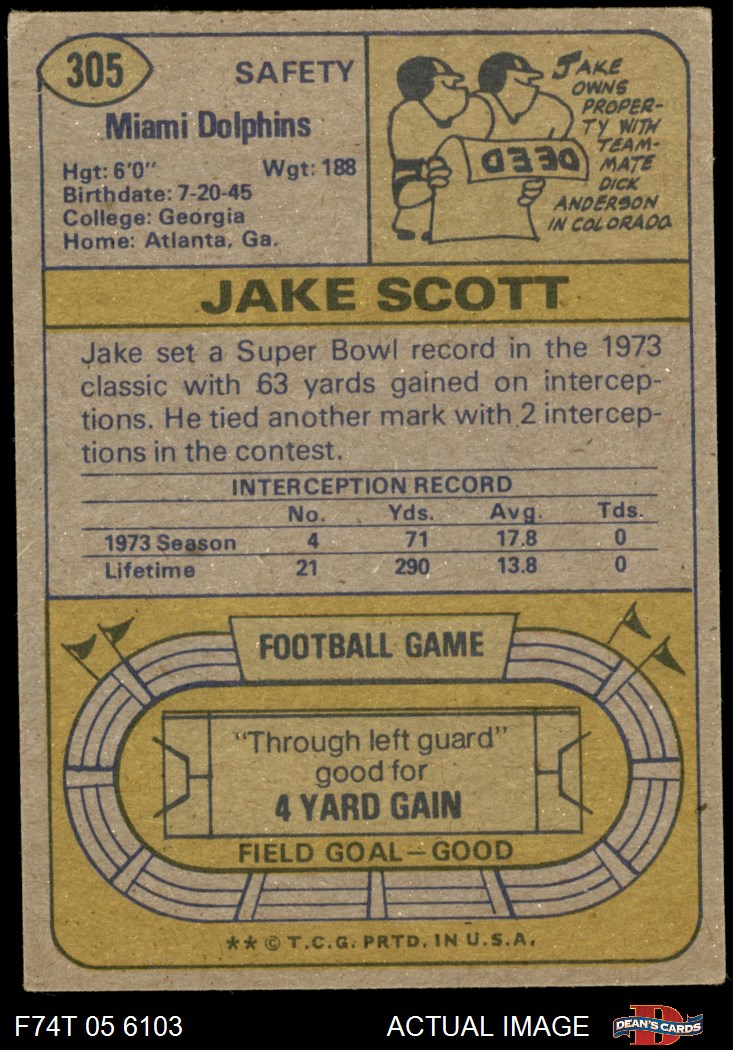 305
SAFETY
Miami Dolphins
Hgt: 6'0" Wgt: 188
Birthdate: 7-20-45
College: Georgia
Home: Atlanta, Ga.
JAKE
OWNS
PROPER-
TY WITH
TEAM-
MATE
DICK
ANDERSON
IN COLORADO
DEED
JAKE SCOTT
Jake set a Super Bowl record in the 1973
classic with 63 yards gained on intercep-
tions. He tied another mark with 2 intercep-
tions in the contest.
INTERCEPTION RECORD
No. Yds. Avg. Tds.
1973 Season 4 71 17.8 0
Lifetime 21 290 13.8 0
FOOTBALL GAME
"Through left guard"
good for
4 YARD GAIN
FIELD GOAL—GOOD
** © T.C.G. PRTD. IN U.S.A.
F74T 05 6103 ACTUAL IMAGE
D
DEAN'S CARDS